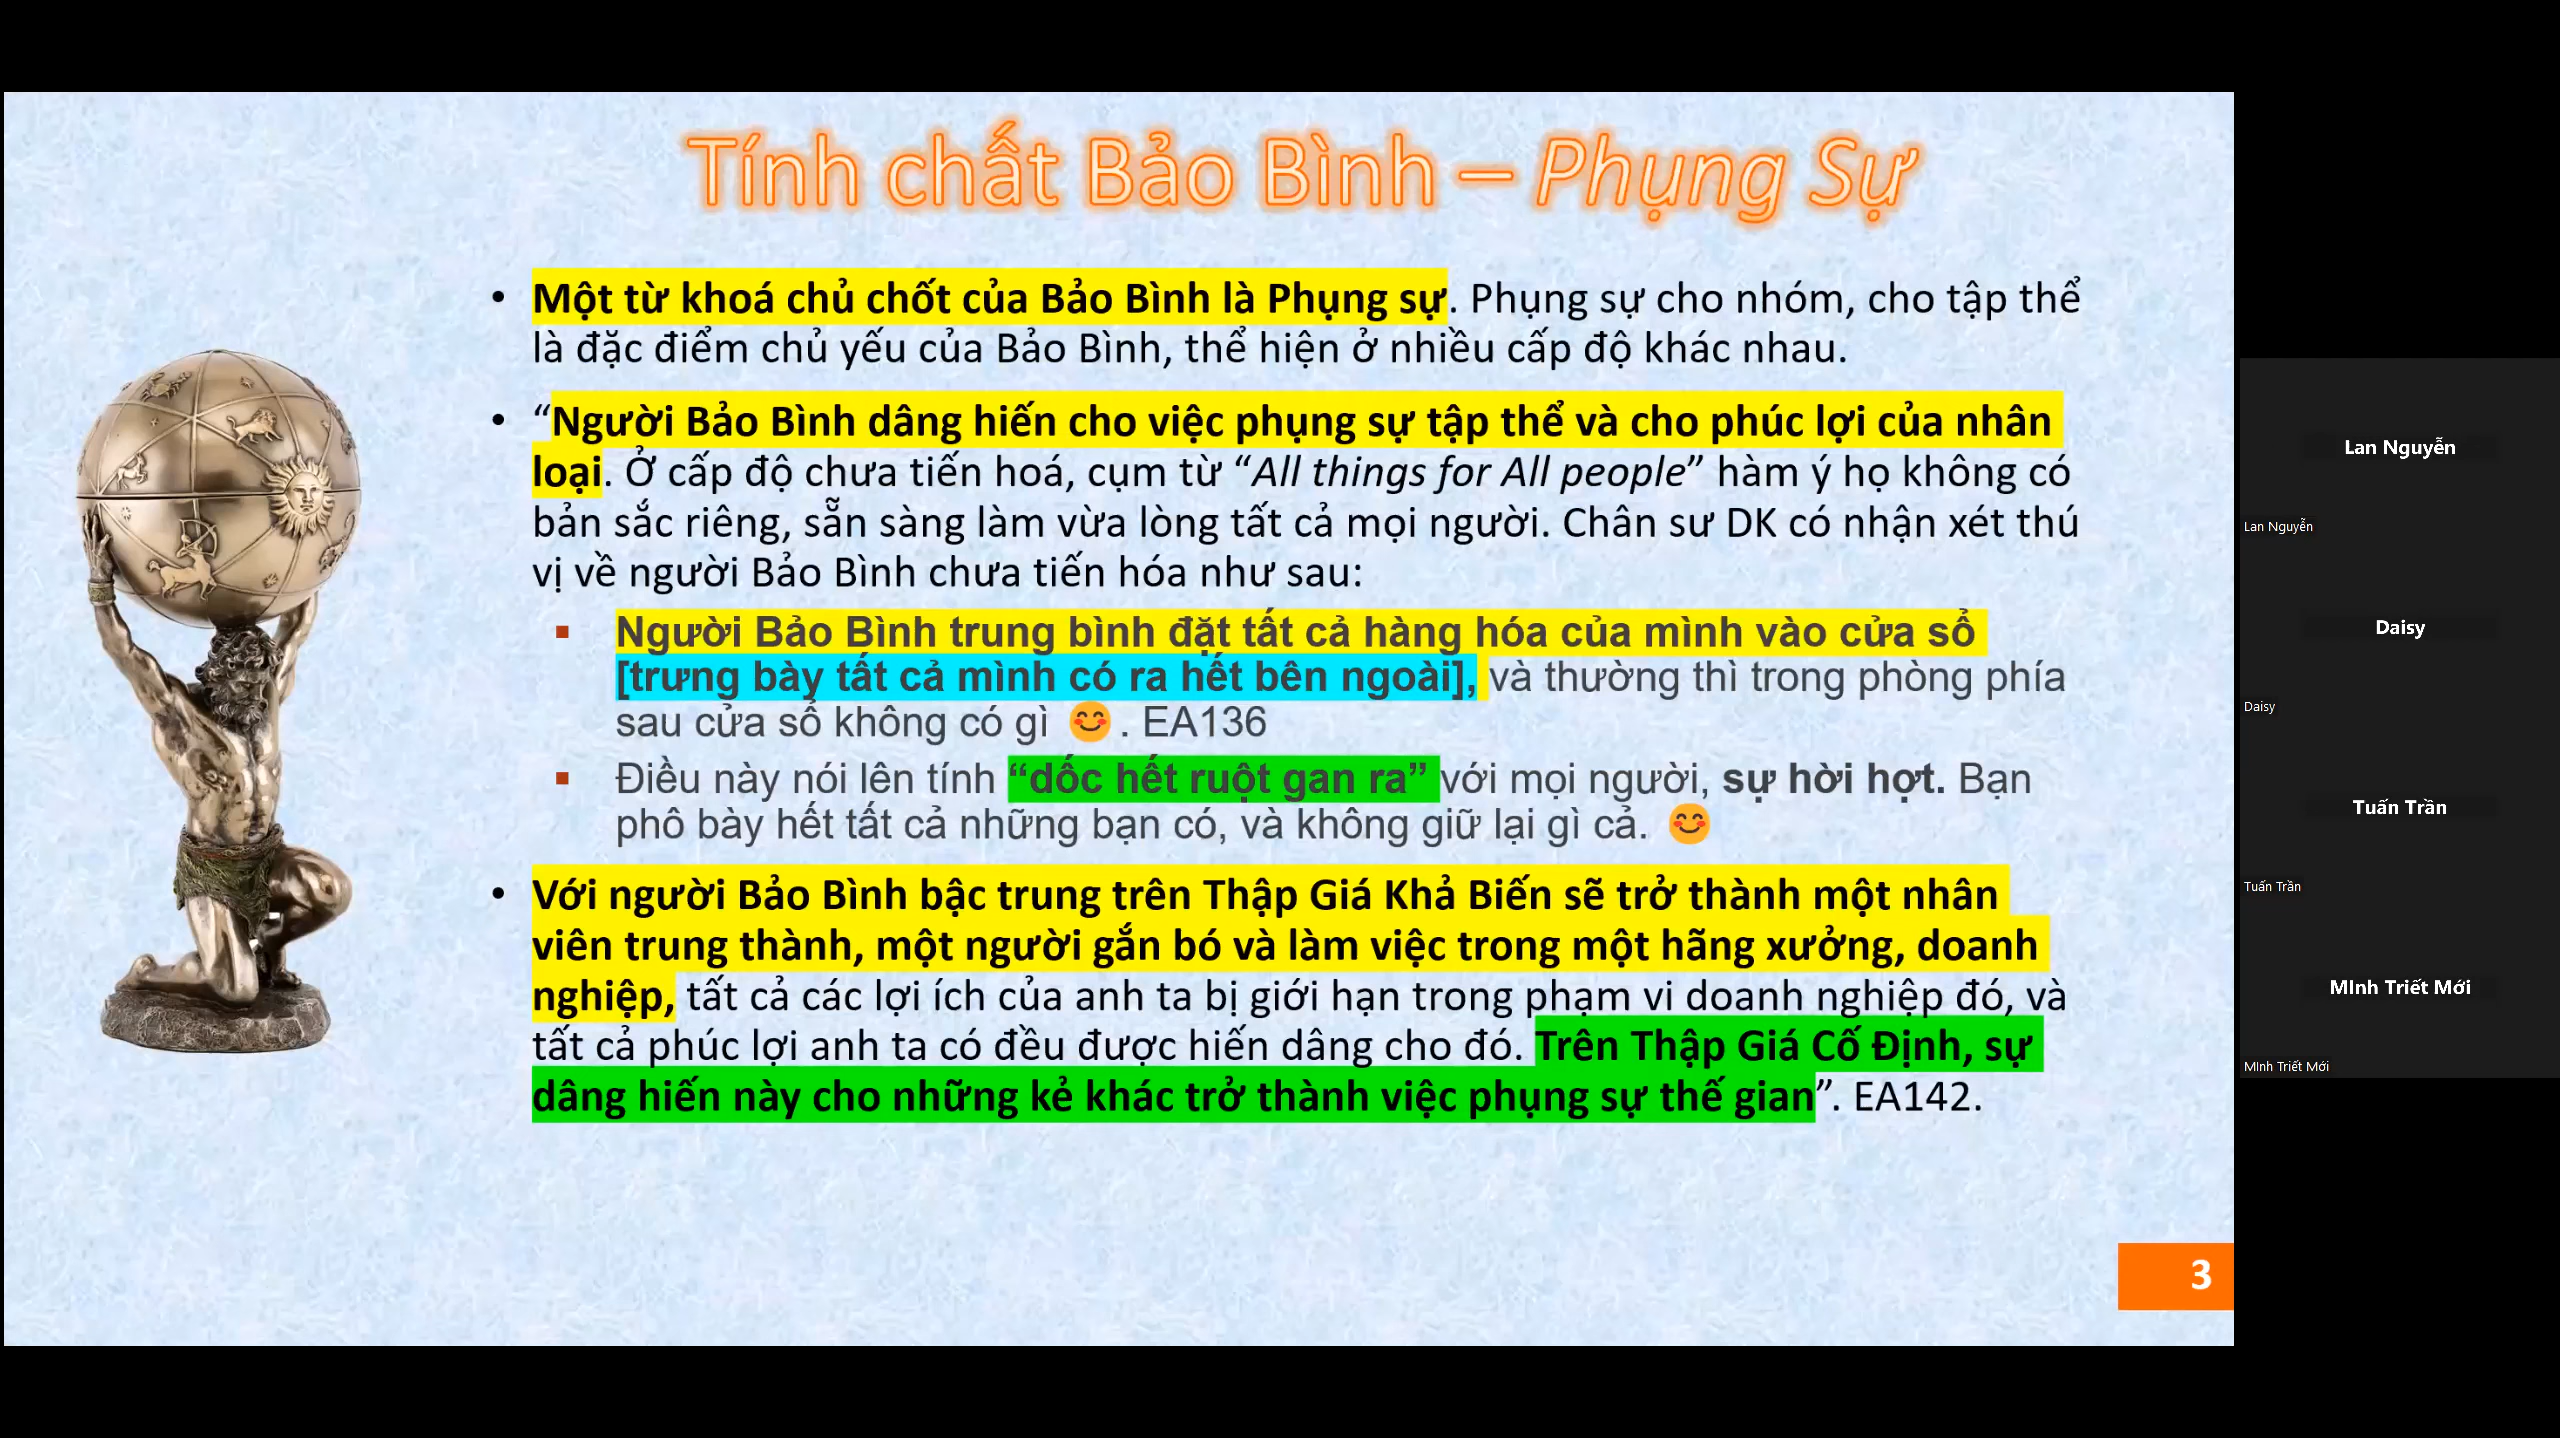 Tính chất Bảo Bình – Phụng Sự
• Một từ khoá chủ chốt của Bảo Bình là Phụng sự. Phụng sự cho nhóm, cho tập thể
là đặc điểm chủ yếu của Bảo Bình, thể hiện ở nhiều cấp độ khác nhau.
• “Người Bảo Bình dâng hiến cho việc phụng sự tập thể và cho phúc lợi của nhân
loại. Ở cấp độ chưa tiến hoá, cụm từ “All things for All people” hàm ý họ không có
bản sắc riêng, sẵn sàng làm vừa lòng tất cả mọi người. Chân sư DK có nhận xét thú
vị về người Bảo Bình chưa tiến hóa như sau:
▪ Người Bảo Bình trung bình đặt tất cả hàng hóa của mình vào cửa sổ
[trưng bày tất cả mình có ra hết bên ngoài], và thường thì trong phòng phía
sau cửa sổ không có gì 😊 . EA136
▪ Điều này nói lên tính “dốc hết ruột gan ra” với mọi người, sự hời hợt. Bạn
phô bày hết tất cả những bạn có, và không giữ lại gì cả. 😊
• Với người Bảo Bình bậc trung trên Thập Giá Khả Biến sẽ trở thành một nhân
viên trung thành, một người gắn bó và làm việc trong một hãng xưởng, doanh
nghiệp, tất cả các lợi ích của anh ta bị giới hạn trong phạm vi doanh nghiệp đó, và
tất cả phúc lợi anh ta có đều được hiến dâng cho đó. Trên Thập Giá Cố Định, sự
dâng hiến này cho những kẻ khác trở thành việc phụng sự thế gian”. EA142.
3
Lan Nguyễn
Lan Nguyễn
Daisy
Daisy
Tuấn Trần
Tuấn Trần
MInh Triết Mới
MInh Triết Mới